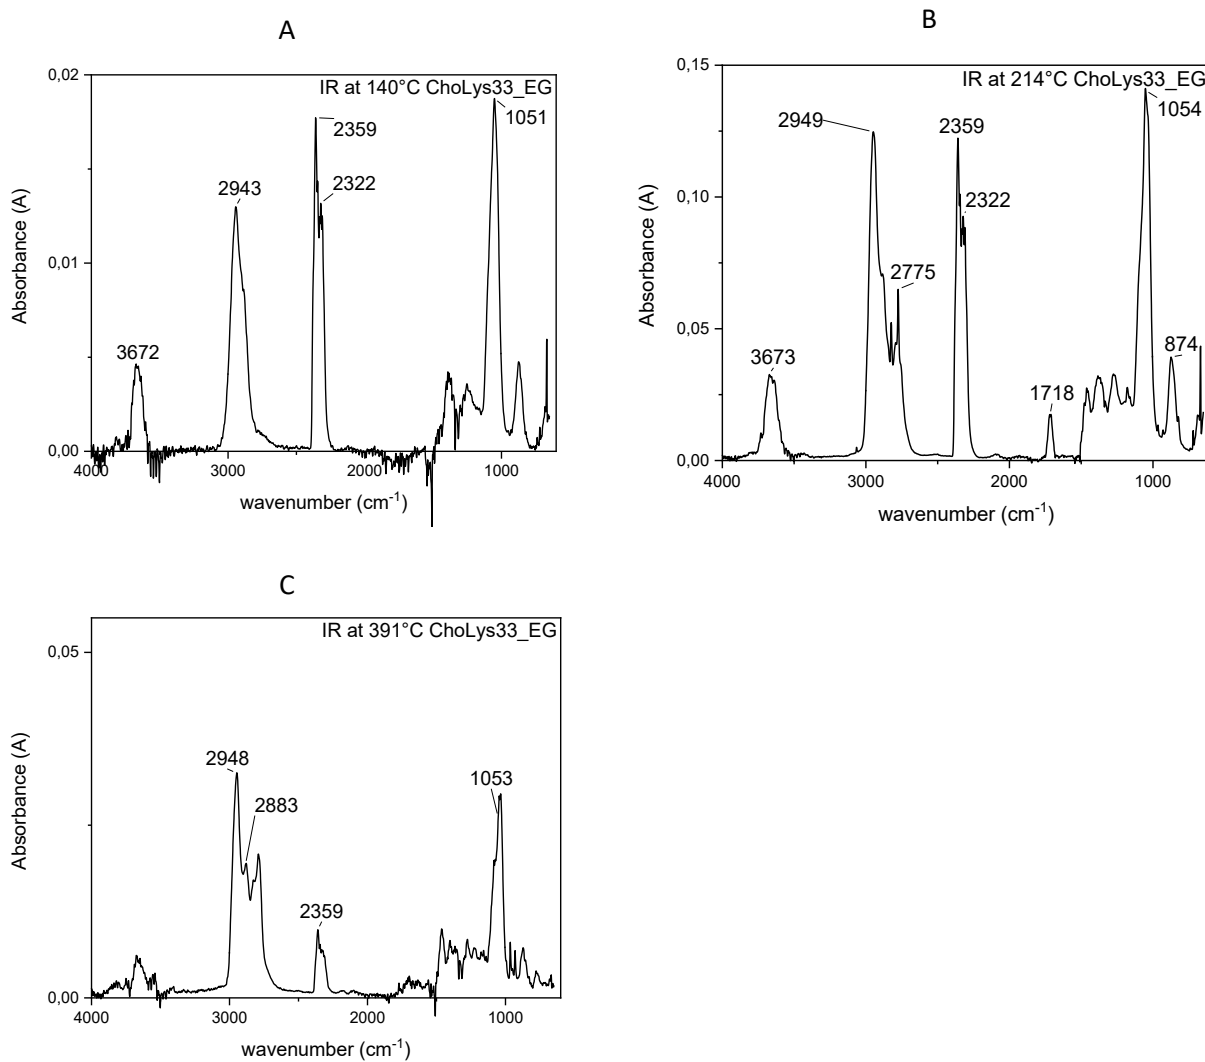 A
IR at 140°C ChoLys33_EG
0,02
0,01
0,00
Absorbance (A)
3672
2943
2359
2322
1051
4000 3000 2000 1000
wavenumber (cm-1)
B
IR at 214°C ChoLys33_EG
0,15
0,10
0,05
0,00
Absorbance (A)
3673
2949
2775
2359
2322
1718
1054
874
4000 3000 2000 1000
wavenumber (cm-1)
C
IR at 391°C ChoLys33_EG
0,05
0,00
Absorbance (A)
2948
2883
2359
1053
4000 3000 2000 1000
wavenumber (cm-1)